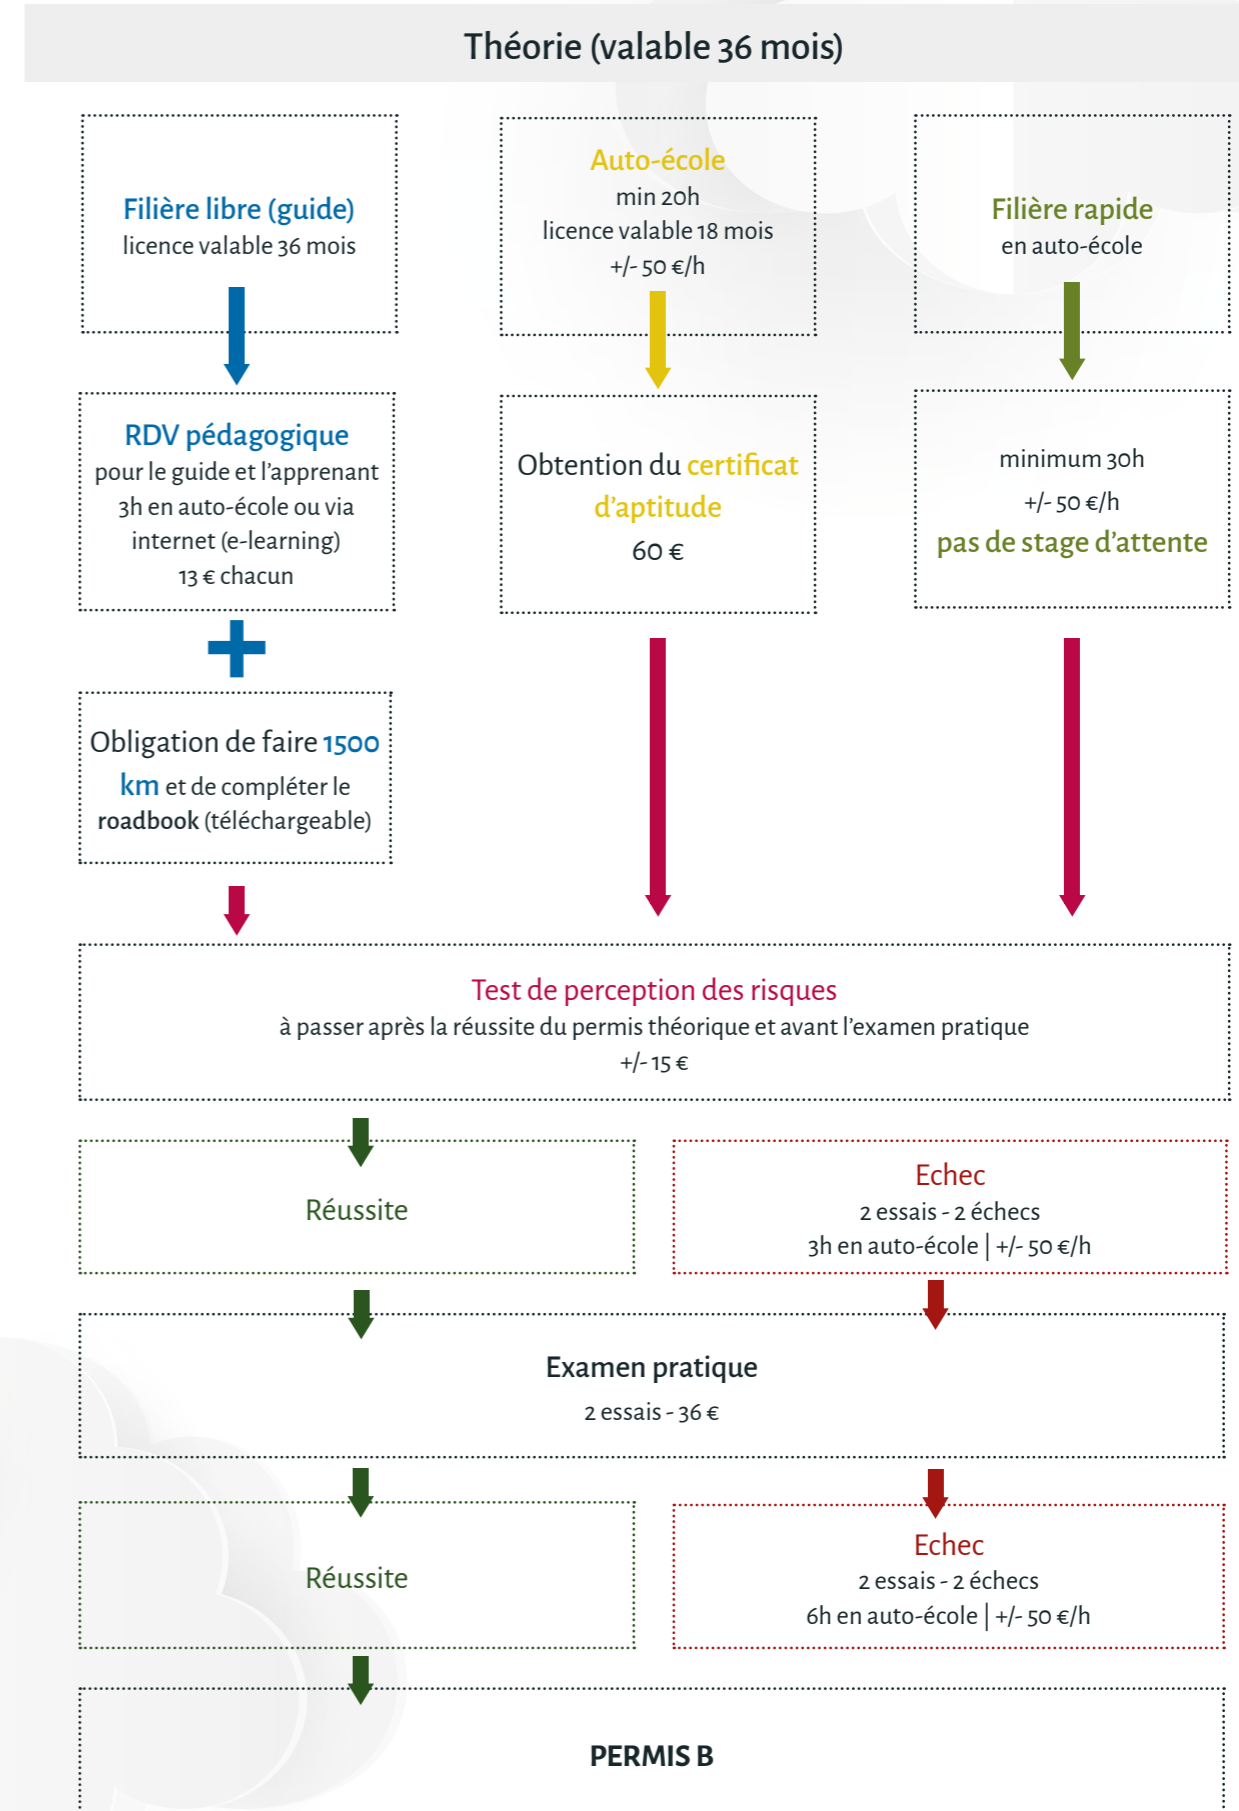 Théorie (valable 36 mois)
Filière libre (guide)
licence valable 36 mois
Auto-école
min 20h
licence valable 18 mois
+/- 50 €/h
Filière rapide
en auto-école
RDV pédagogique
pour le guide et l'apprenant
3h en auto-école ou via
internet (e-learning)
13 € chacun
Obtention du certificat
d'aptitude
60 €
minimum 30h
+/- 50 €/h
pas de stage d'attente
+
Obligation de faire 1500
km et de compléter le
roadbook (téléchargeable)
Test de perception des risques
à passer après la réussite du permis théorique et avant l'examen pratique
+/- 15 €
Réussite
Echec
2 essais - 2 échecs
3h en auto-école | +/- 50 €/h
Examen pratique
2 essais - 36 €
Réussite
Echec
2 essais - 2 échecs
6h en auto-école | +/- 50 €/h
PERMIS B